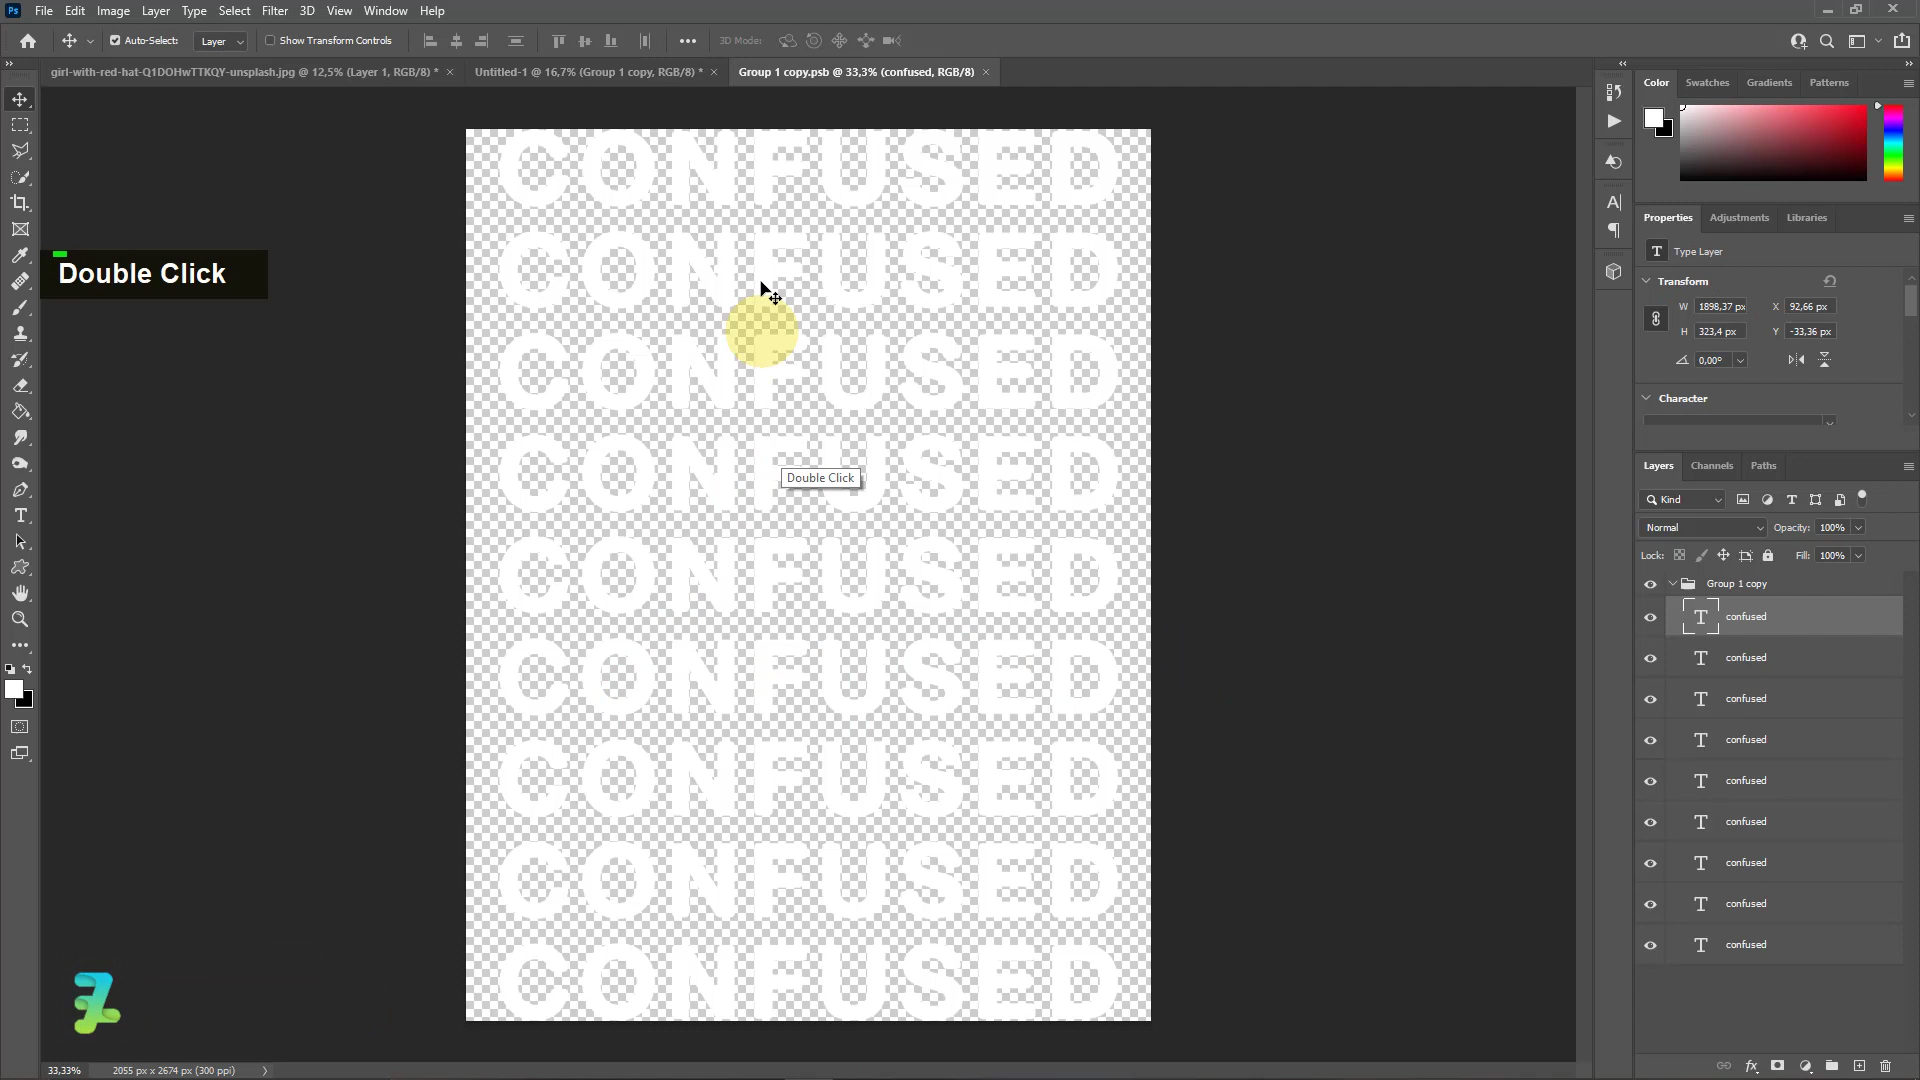 Ps File Edit Image Layer Type Select Filter 3D View Window Help
Auto-Select: Layer Show Transform Controls 3D Mode:
girl-with-red-hat-Q1DOHwTTKQY-unsplash.jpg @ 12,5% (Layer 1, RGB/8) * Untitled-1 @ 16,7% (Group 1 copy, RGB/8) * Group 1 copy.psb @ 33,3% (confused, RGB/8)
Color Swatches Gradients Patterns
CONFUSED
Properties Adjustments Libraries
CONFUSED
T Type Layer
Double Click
Transform
W 1898,37 px X 92,66 px
H 323,4 px Y -33,36 px
0,00°
CONFUSED
Character
CONFUSED
Double Click
Layers Channels Paths
Kind
Normal Opacity: 100%
Lock: Fill: 100%
CONFUSED
Group 1 copy
T confused
CONFUSED
T confused
T confused
T confused
CONFUSED
T confused
T confused
CONFUSED
T confused
T confused
T confused
CONFUSED
33,33% 2055 px x 2674 px (300 ppi)